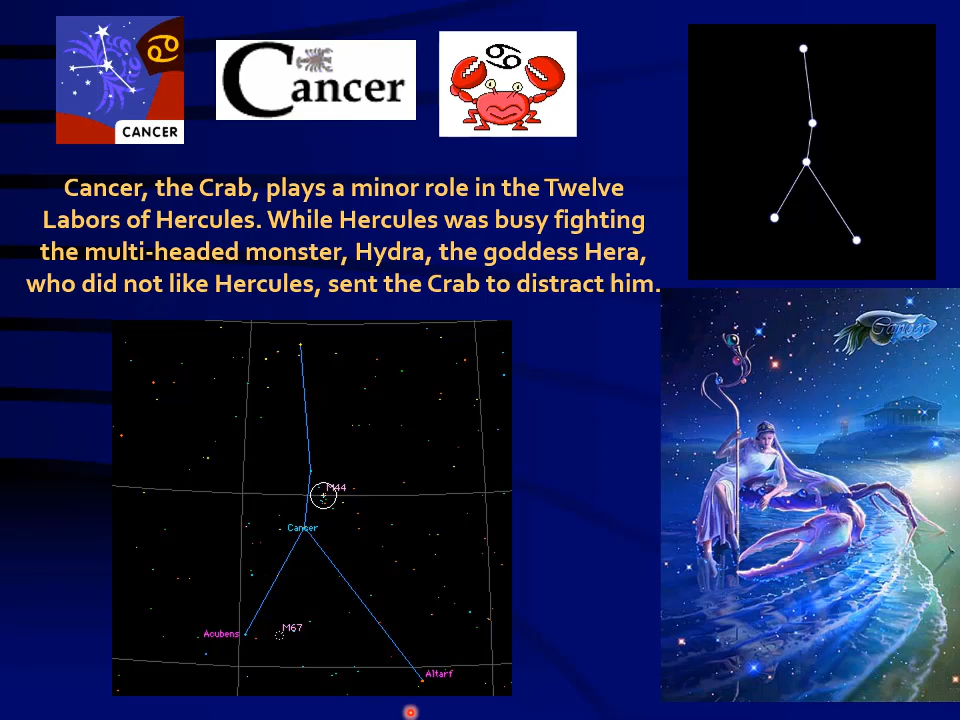 CANCER
Cancer
Cancer, the Crab, plays a minor role in the Twelve
Labors of Hercules. While Hercules was busy fighting
the multi-headed monster, Hydra, the goddess Hera,
who did not like Hercules, sent the Crab to distract him.
Cancer
M44
Cancer
M67
Acubens
Altarf